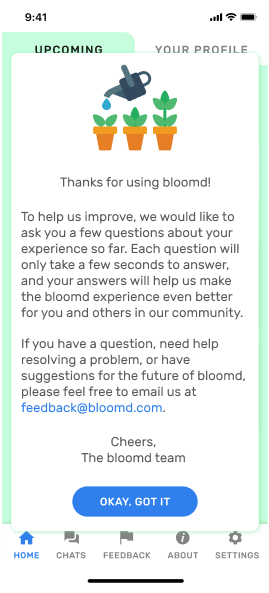 9:41
UPCOMING
YOUR PROFILE
Thanks for using bloomd!
To help us improve, we would like to
ask you a few questions about your
experience so far. Each question will
only take a few seconds to answer,
and your answers will help us make
the bloomd experience even better
for you and others in our community.
If you have a question, need help
resolving a problem, or have
suggestions for the future of bloomd,
please feel free to email us at
feedback@bloomd.com.
Cheers,
The bloomd team
OKAY, GOT IT
HOME
CHATS
FEEDBACK
ABOUT
SETTINGS